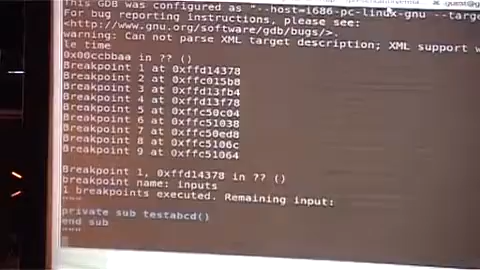 This GDB was configured as "--host=i686-pc-linux-gnu --targe
For bug reporting instructions, please see:
<http://www.gnu.org/software/gdb/bugs/>.
warning: Can not parse XML target description; XML support w
le time
0x00ccbbaa in ?? ()
Breakpoint 1 at 0xffd14378
Breakpoint 2 at 0xffc015b8
Breakpoint 3 at 0xffd13fb4
Breakpoint 4 at 0xffd13f78
Breakpoint 5 at 0xffc50c04
Breakpoint 6 at 0xffc51038
Breakpoint 7 at 0xffc50ed8
Breakpoint 8 at 0xffc5106c
Breakpoint 9 at 0xffc51064
Breakpoint 1, 0xffd14378 in ?? ()
breakpoint name: inputs
1 breakpoints executed. Remaining input:
"""
private sub testabcd()
end sub
"""